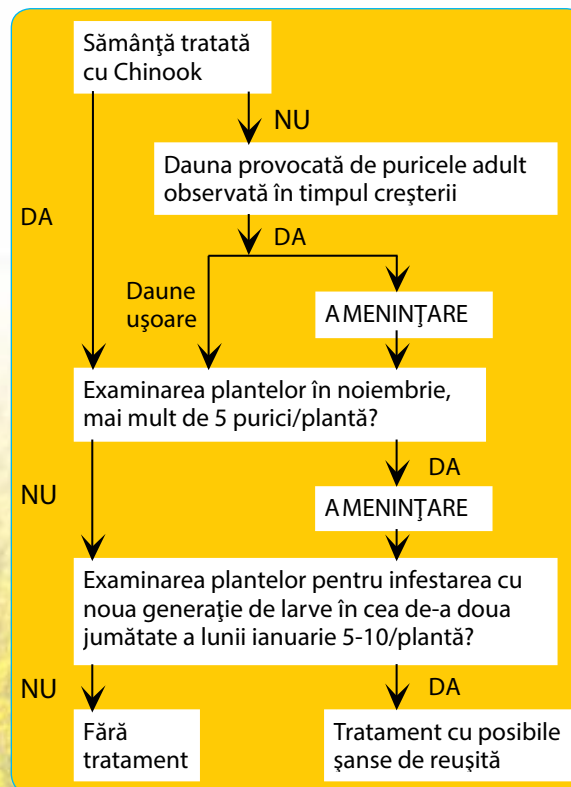 Sămânţă tratată
cu Chinook
NU
Dauna provocată de puricele adult
observată în timpul creşterii
DA
DA
Daune
uşoare
AMENINŢARE
Examinarea plantelor în noiembrie,
mai mult de 5 purici/plantă?
DA
NU
AMENINŢARE
Examinarea plantelor pentru infestarea cu
noua generaţie de larve în cea de-a doua
jumătate a lunii ianuarie 5-10/plantă?
NU
DA
Fără
tratament
Tratament cu posibile
şanse de reuşită